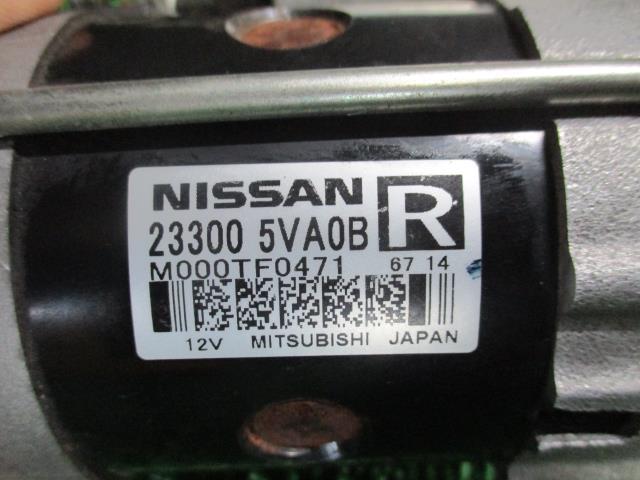 NISSAN R
23300 5VA0B
M000TF0471 67 14
12V MITSUBISHI JAPAN